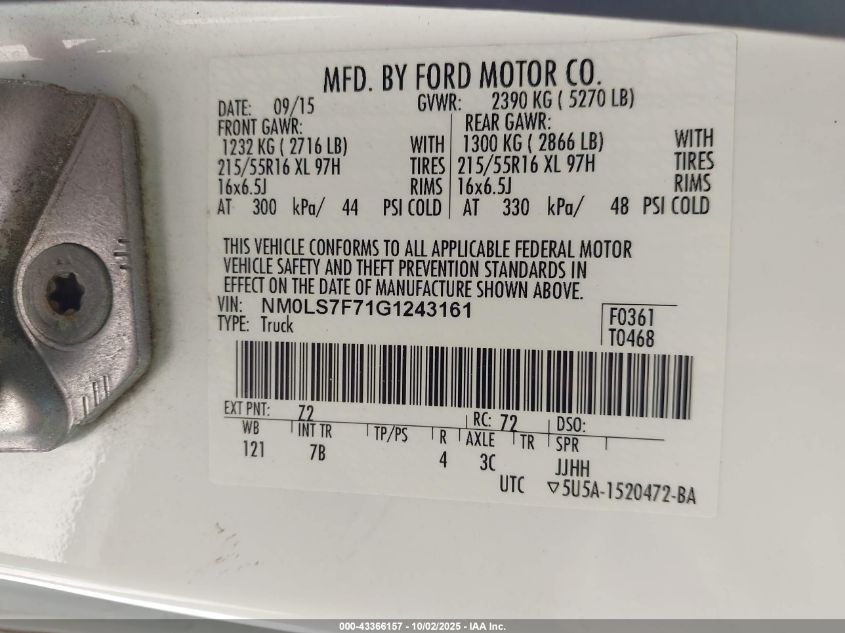 MFD. BY FORD MOTOR CO.
DATE: 09/15 GVWR: 2390 KG ( 5270 LB)
FRONT GAWR: REAR GAWR:
1232 KG ( 2716 LB) WITH 1300 KG ( 2866 LB) WITH
215/55R16 XL 97H TIRES 215/55R16 XL 97H TIRES
16x6.5J RIMS 16x6.5J RIMS
AT 300 kPa/ 44 PSI COLD AT 330 kPa/ 48 PSI COLD
THIS VEHICLE CONFORMS TO ALL APPLICABLE FEDERAL MOTOR
VEHICLE SAFETY AND THEFT PREVENTION STANDARDS IN
EFFECT ON THE DATE OF MANUFACTURE SHOWN ABOVE.
VIN: NM0LS7F71G1243161
TYPE: Truck
F0361
T0468
EXT PNT: 72 RC: 72 DSO:
WB INT TR TP/PS R AXLE TR SPR
121 7B 4 3C JJHH
UTC ▽5U5A-1520472-BA
000-43366157 - 10/02/2025 - IAA Inc.